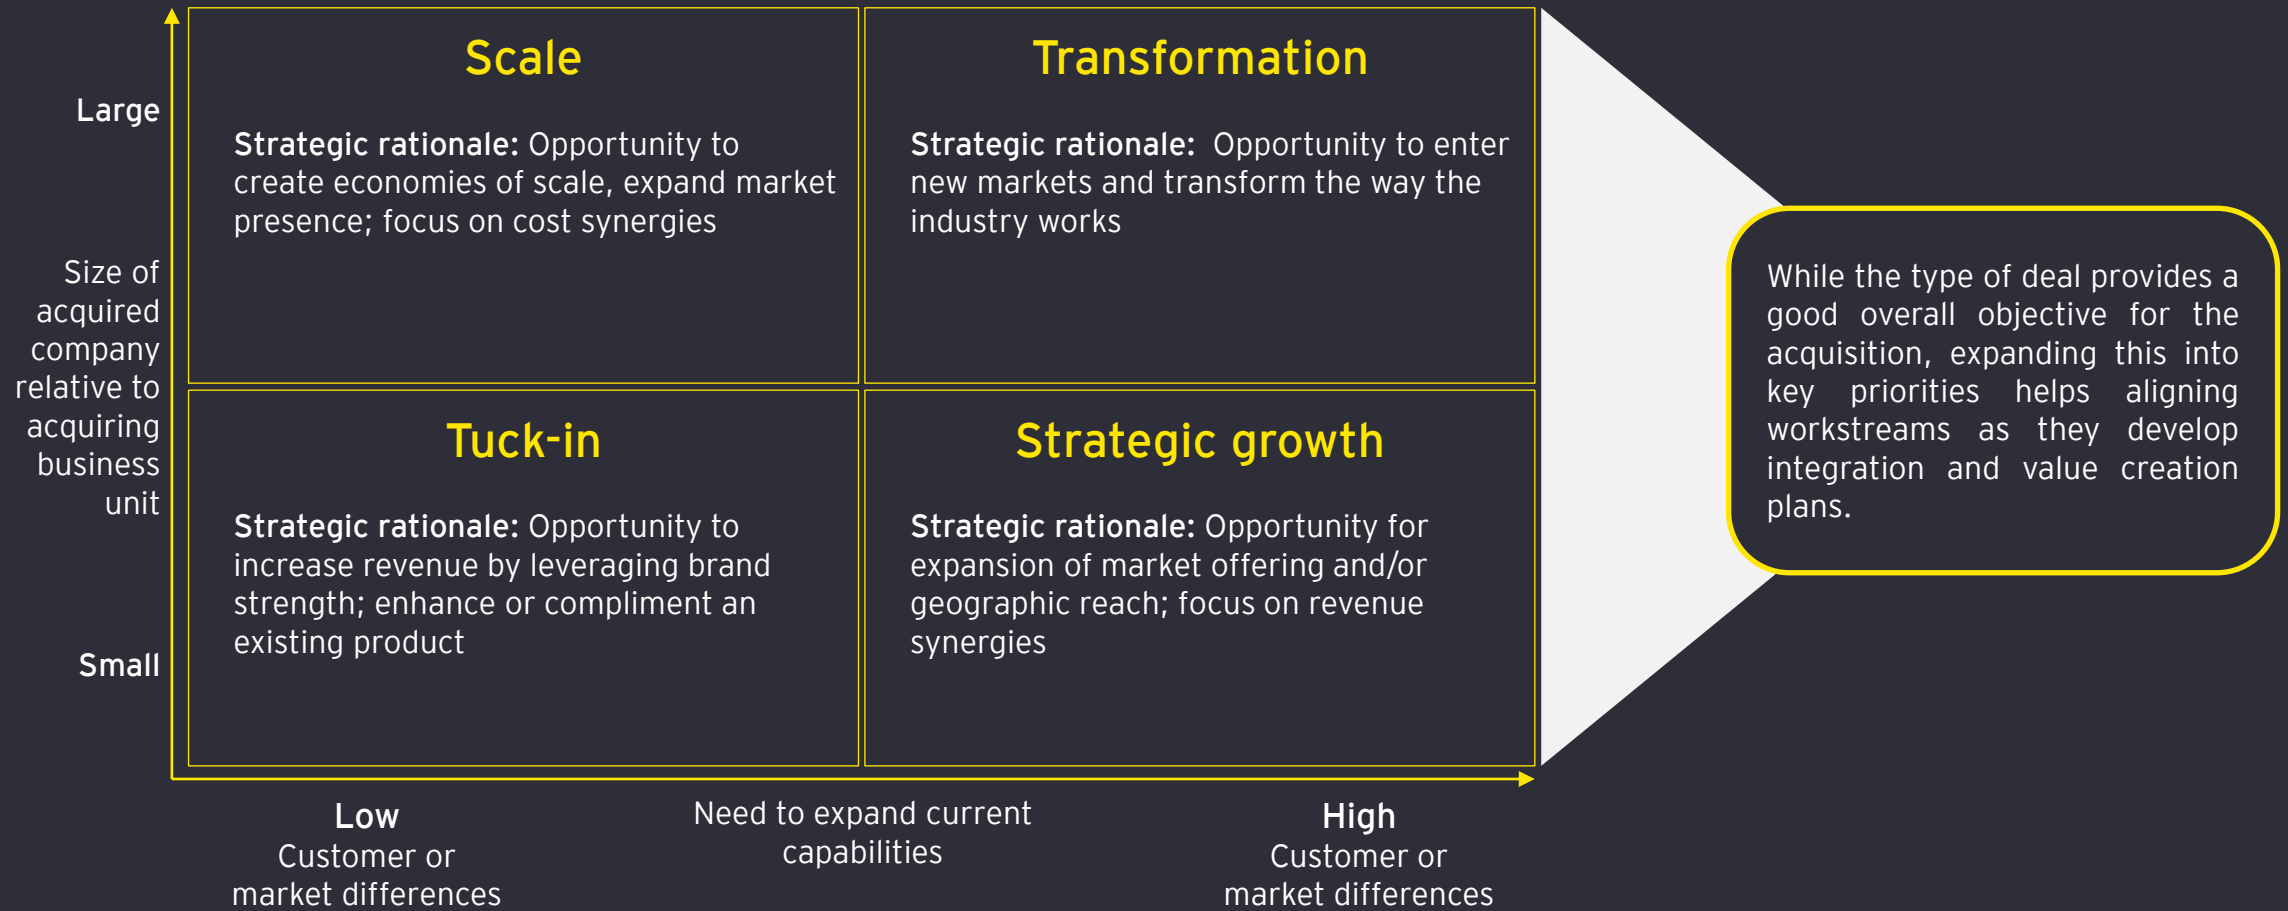 Scale
Strategic rationale: Opportunity to
create economies of scale, expand market
presence; focus on cost synergies
Transformation
Strategic rationale:  Opportunity to enter
new markets and transform the way the
industry works
Large
Size of
acquired
company
relative to
acquiring
business
unit
Small
Tuck-in
Strategic rationale: Opportunity to
increase revenue by leveraging brand
strength; enhance or compliment an
existing product
Strategic growth
Strategic rationale: Opportunity for
expansion of market offering and/or
geographic reach; focus on revenue
synergies
Low
Customer or
market differences
Need to expand current
capabilities
High
Customer or
market differences
While the type of deal provides a
good overall objective for the
acquisition, expanding this into
key priorities helps aligning
workstreams as they develop
integration and value creation
plans.